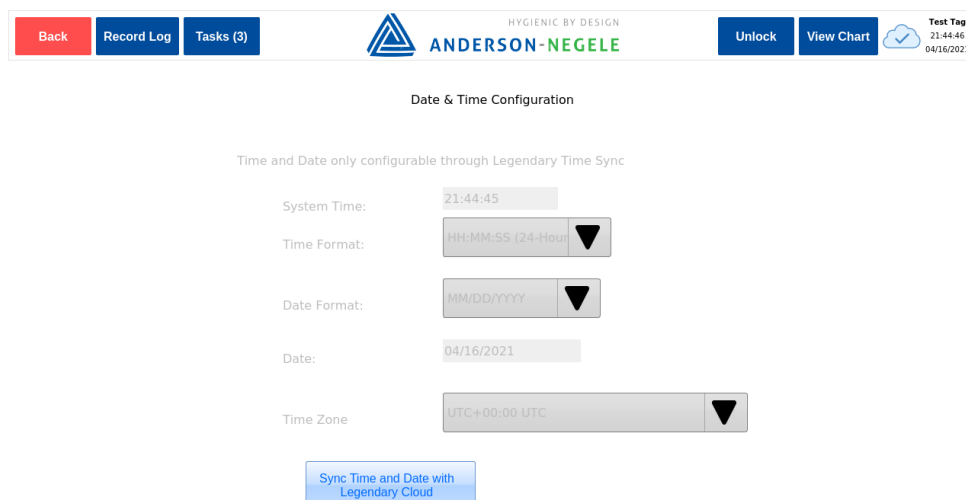 Back
Record Log
Tasks (3)
HYGIENIC BY DESIGN
ANDERSON-NEGELE
Unlock
View Chart
Test Tag
21:44:46
Date & Time Configuration
Time and Date only configurable through Legendary Time Sync
System Time:
21:44:45
Time Format:
HH:MM:SS (24-Hour
Date Format:
MM/DD/YYYY
Date:
04/16/2021
Time Zone
UTC+00:00 UTC
Sync Time and Date with
Legendary Cloud